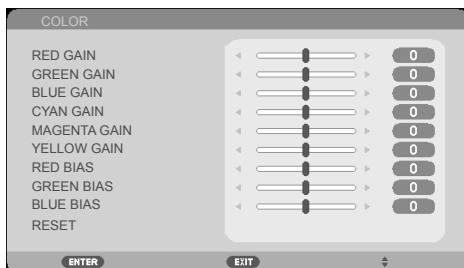 COLOR
RED GAIN 0
GREEN GAIN 0
BLUE GAIN 0
CYAN GAIN 0
MAGENTA GAIN 0
YELLOW GAIN 0
RED BIAS 0
GREEN BIAS 0
BLUE BIAS 0
RESET
ENTER EXIT